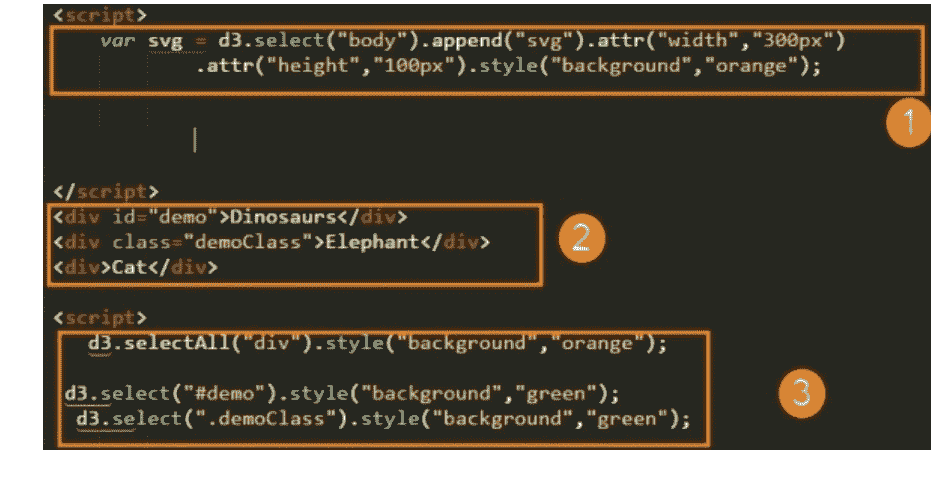 <script>
var svg = d3.select("body").append("svg").attr("width","300px")
.attr("height","100px").style("background","orange");
1
</script>
<div id="demo">Dinosaurs</div>
<div class="demoClass">Elephant</div>
2
<div>Cat</div>
<script>
d3.selectAll("div").style("background","orange");
d3.select("#demo").style("background","green");
3
d3.select(".demoClass").style("background","green");